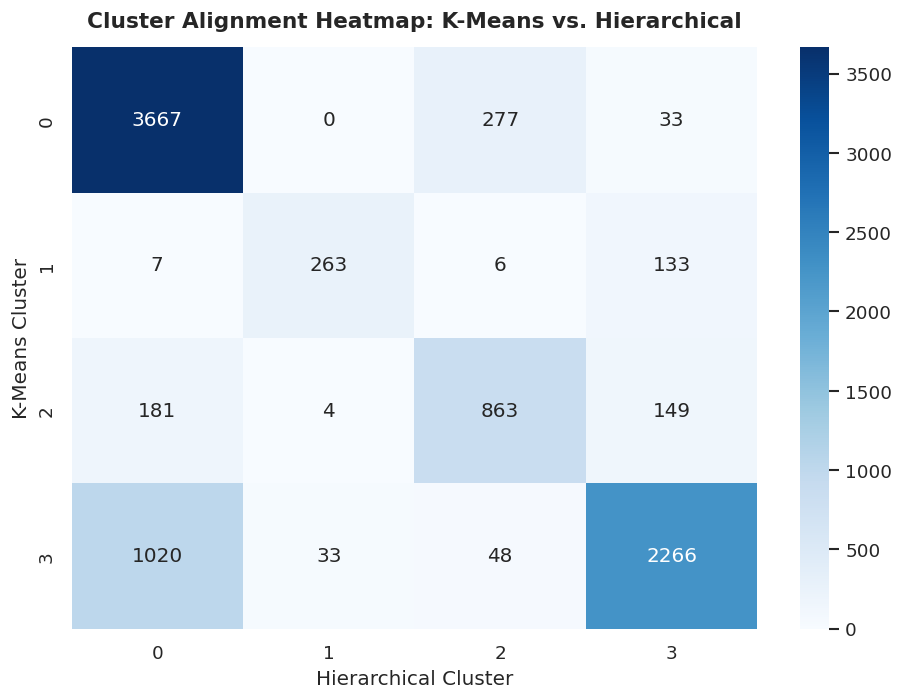 Cluster Alignment Heatmap: K-Means vs. Hierarchical
3667 0 277 33
7 263 6 133
181 4 863 149
1020 33 48 2266
0
1
2
3
K-Means Cluster
0 1 2 3
Hierarchical Cluster
3500
3000
2500
2000
1500
1000
500
0